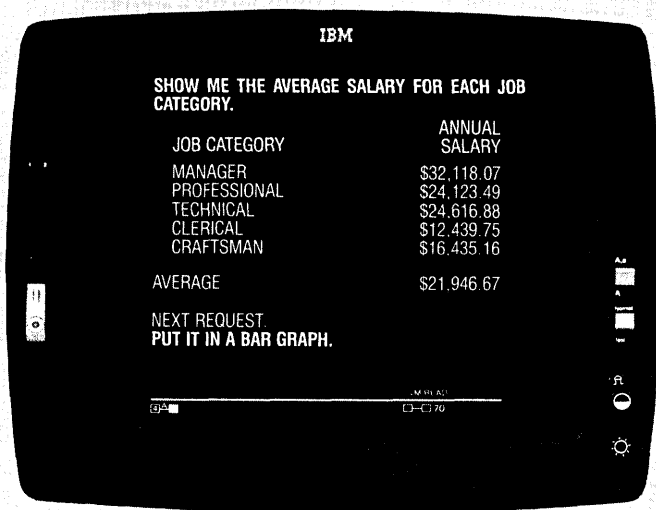 IBM
SHOW ME THE AVERAGE SALARY FOR EACH JOB
CATEGORY.
ANNUAL
JOB CATEGORY SALARY
MANAGER $32,118.07
PROFESSIONAL $24,123.49
TECHNICAL $24,616.88
CLERICAL $12,439.75
CRAFTSMAN $16,435.16
AVERAGE $21,946.67
NEXT REQUEST.
PUT IT IN A BAR GRAPH.
70
A,a
A